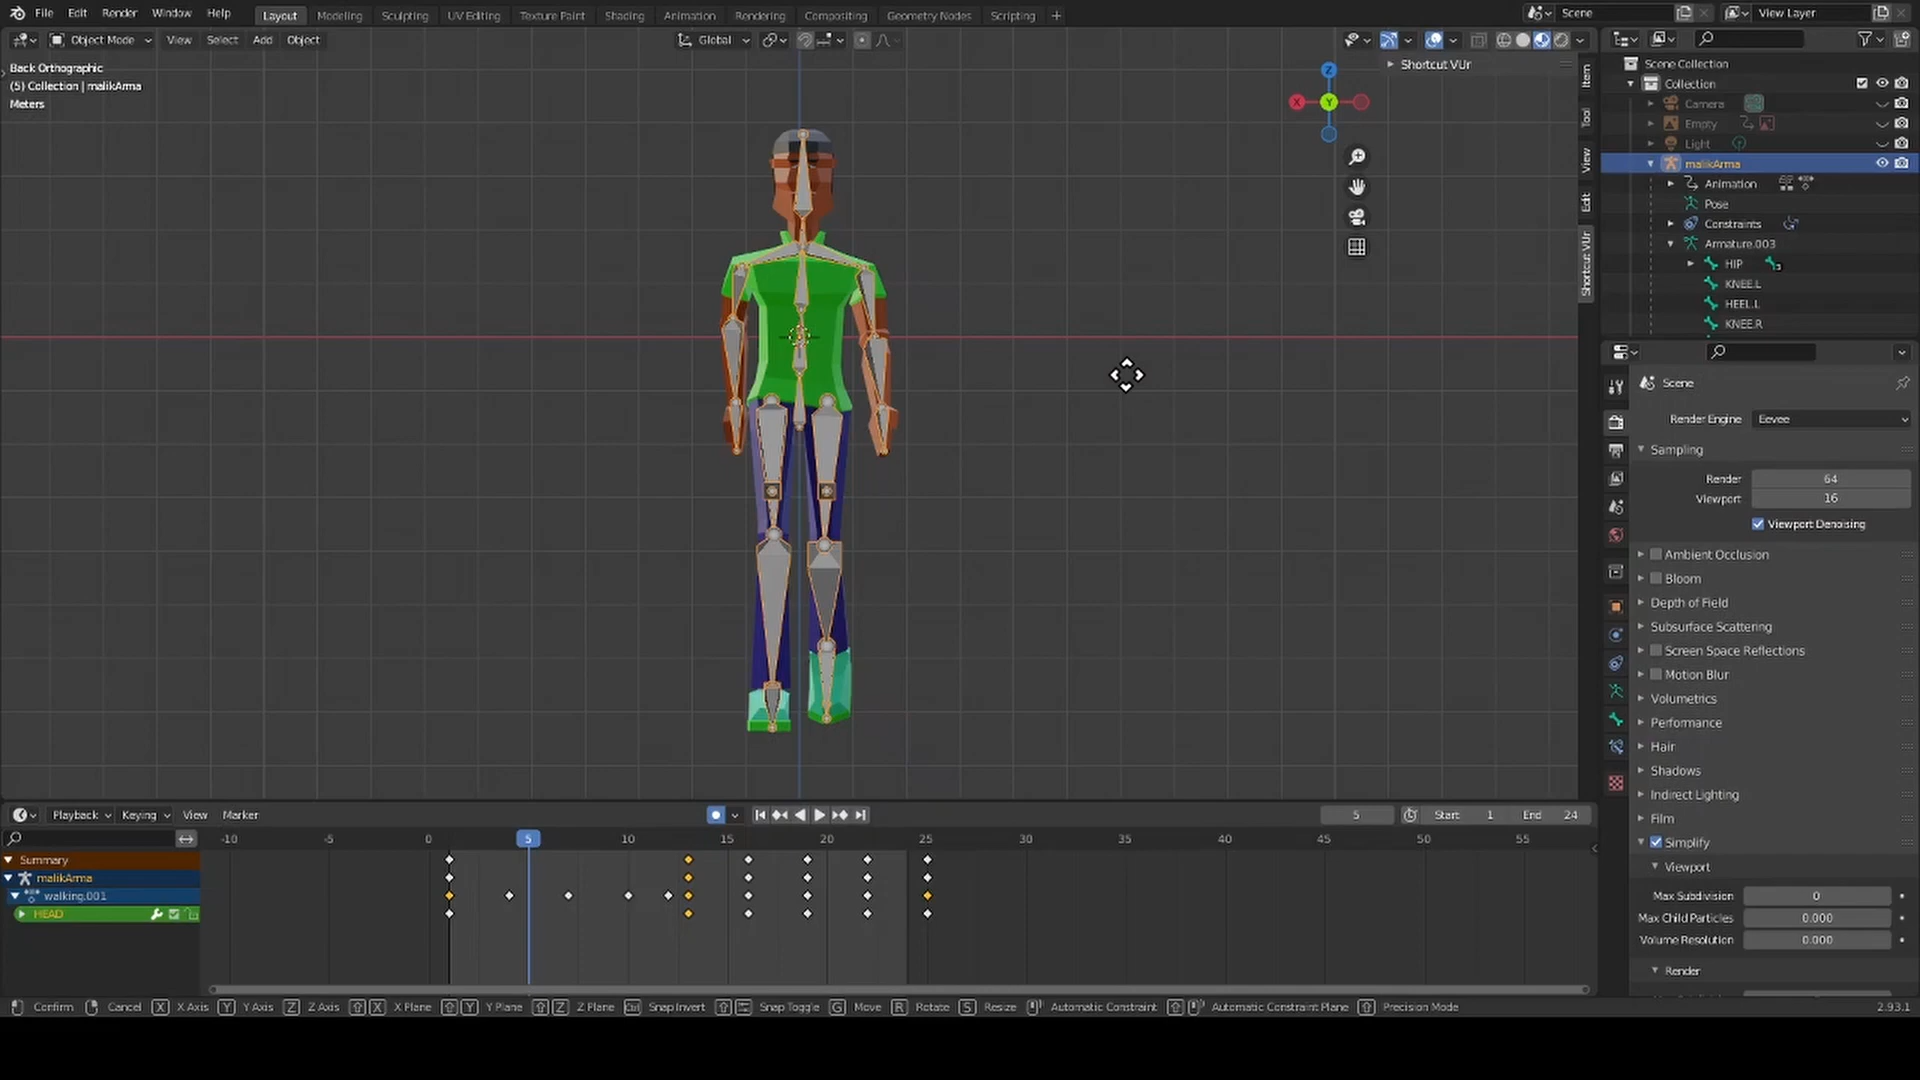 File Edit Render Window Help Layout Modeling Sculpting UV Editing Texture Paint Shading Animation Rendering Compositing Geometry Nodes Scripting + Scene View Layer
Object Mode View Select Add Object Global
Back Orthographic
(5) Collection | malikArma
Meters
Shortcut VUr
Z
X
Y
Item
Tool
View
Edit
Shortcut VUr
Scene Collection
Collection
Camera
Empty
Light
malikArma
Animation
Pose
Constraints
Armature.003
HIP
KNEE.L
HEEL.L
KNEE.R
Scene
Render Engine Eevee
Sampling
Render 64
Viewport 16
Viewport Denoising
Ambient Occlusion
Bloom
Depth of Field
Subsurface Scattering
Screen Space Reflections
Motion Blur
Volumetrics
Performance
Hair
Shadows
Indirect Lighting
Film
Simplify
Viewport
Max Subdivision 0
Max Child Particles 0.000
Volume Resolution 0.000
Render
Playback Keying View Marker 5 Start 1 End 24
-10 -5 0 5 10 15 20 25 30 35 40 45 50 55
Summary
malikArma
walking.001
HEAD
Confirm Cancel X X Axis Y Y Axis Z Z Axis X X Plane Y Y Plane Z Z Plane Snap Invert Snap Toggle G Move R Rotate S Resize Automatic Constraint Automatic Constraint Plane Precision Mode 2.93.1